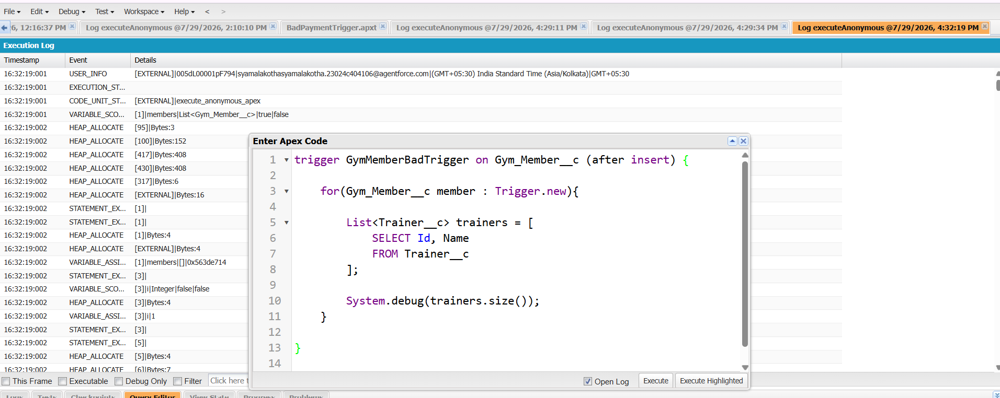 File Edit Debug Test Workspace Help < >
6, 12:16:37 PM Log executeAnonymous @7/29/2026, 2:10:10 PM BadPaymentTrigger.apxt Log executeAnonymous @7/29/2026, 4:29:11 PM Log executeAnonymous @7/29/2026, 4:29:34 PM Log executeAnonymous @7/29/2026, 4:32:19 PM
Execution Log
Timestamp Event Details
16:32:19:001 USER_INFO [EXTERNAL]|005dL00001pF794|syamalakothasyamalakotha.23024c404106@agentforce.com|(GMT+05:30) India Standard Time (Asia/Kolkata)|GMT+05:30
16:32:19:001 EXECUTION_ST...
16:32:19:001 CODE_UNIT_ST... [EXTERNAL]|execute_anonymous_apex
16:32:19:001 VARIABLE_SCO... [1]|members|List<Gym_Member__c>|true|false
16:32:19:002 HEAP_ALLOCATE [95]|Bytes:3
16:32:19:002 HEAP_ALLOCATE [100]|Bytes:152
16:32:19:002 HEAP_ALLOCATE [417]|Bytes:408
16:32:19:002 HEAP_ALLOCATE [430]|Bytes:408
16:32:19:002 HEAP_ALLOCATE [317]|Bytes:6
16:32:19:002 HEAP_ALLOCATE [EXTERNAL]|Bytes:16
16:32:19:002 STATEMENT_EX... [1]|
16:32:19:002 STATEMENT_EX... [1]|
16:32:19:002 HEAP_ALLOCATE [1]|Bytes:4
16:32:19:002 HEAP_ALLOCATE [EXTERNAL]|Bytes:4
16:32:19:002 VARIABLE_ASSI... [1]|members|[]|0x563de714
16:32:19:002 STATEMENT_EX... [3]|
16:32:19:002 VARIABLE_SCO... [3]|i|Integer|false|false
16:32:19:002 HEAP_ALLOCATE [3]|Bytes:4
16:32:19:002 VARIABLE_ASSI... [3]|i|1
16:32:19:002 STATEMENT_EX... [3]|
16:32:19:002 STATEMENT_EX... [5]|
16:32:19:002 HEAP_ALLOCATE [5]|Bytes:4
16:32:19:002 HEAP_ALLOCATE [6]|Bytes:7
Enter Apex Code
1 trigger GymMemberBadTrigger on Gym_Member__c (after insert) {
2
3 for(Gym_Member__c member : Trigger.new){
4
5 List<Trainer__c> trainers = [
6 SELECT Id, Name
7 FROM Trainer__c
8 ];
9
10 System.debug(trainers.size());
11 }
12
13 }
14
Open Log Execute Execute Highlighted
This Frame Executable Debug Only Filter Click here t
Logs Tests Checkpoints Query Editor View State Progress Problems